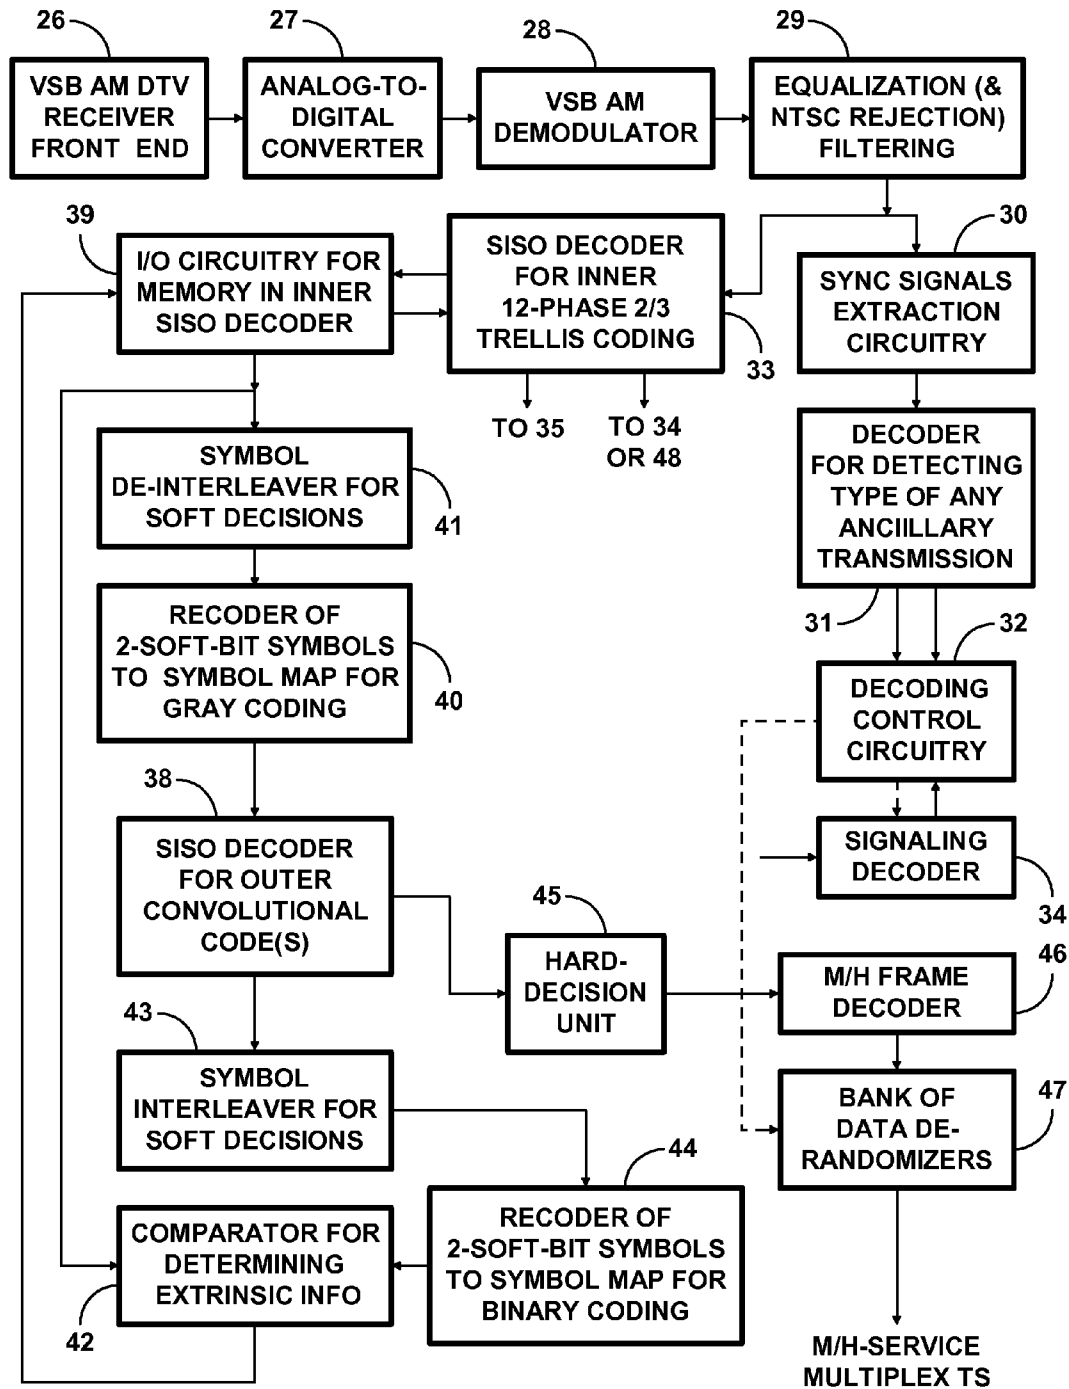 26
VSB AM DTV
RECEIVER
FRONT END
27
ANALOG-TO-
DIGITAL
CONVERTER
28
VSB AM
DEMODULATOR
29
EQUALIZATION (&
NTSC REJECTION)
FILTERING
39
I/O CIRCUITRY FOR
MEMORY IN INNER
SISO DECODER
SISO DECODER
FOR INNER
12-PHASE 2/3
TRELLIS CODING
33
30
SYNC SIGNALS
EXTRACTION
CIRCUITRY
TO 35
TO 34
OR 48
SYMBOL
DE-INTERLEAVER FOR
SOFT DECISIONS
41
DECODER
FOR DETECTING
TYPE OF ANY
ANCIILLARY
TRANSMISSION
31
RECODER OF
2-SOFT-BIT SYMBOLS
TO SYMBOL MAP FOR
GRAY CODING
40
32
DECODING
CONTROL
CIRCUITRY
38
SISO DECODER
FOR OUTER
CONVOLUTIONAL
CODE(S)
SIGNALING
DECODER
34
45
HARD-
DECISION
UNIT
46
M/H FRAME
DECODER
43
SYMBOL
INTERLEAVER FOR
SOFT DECISIONS
47
BANK OF
DATA DE-
RANDOMIZERS
44
RECODER OF
2-SOFT-BIT SYMBOLS
TO SYMBOL MAP FOR
BINARY CODING
COMPARATOR FOR
DETERMINING
EXTRINSIC INFO
42
M/H-SERVICE
MULTIPLEX TS